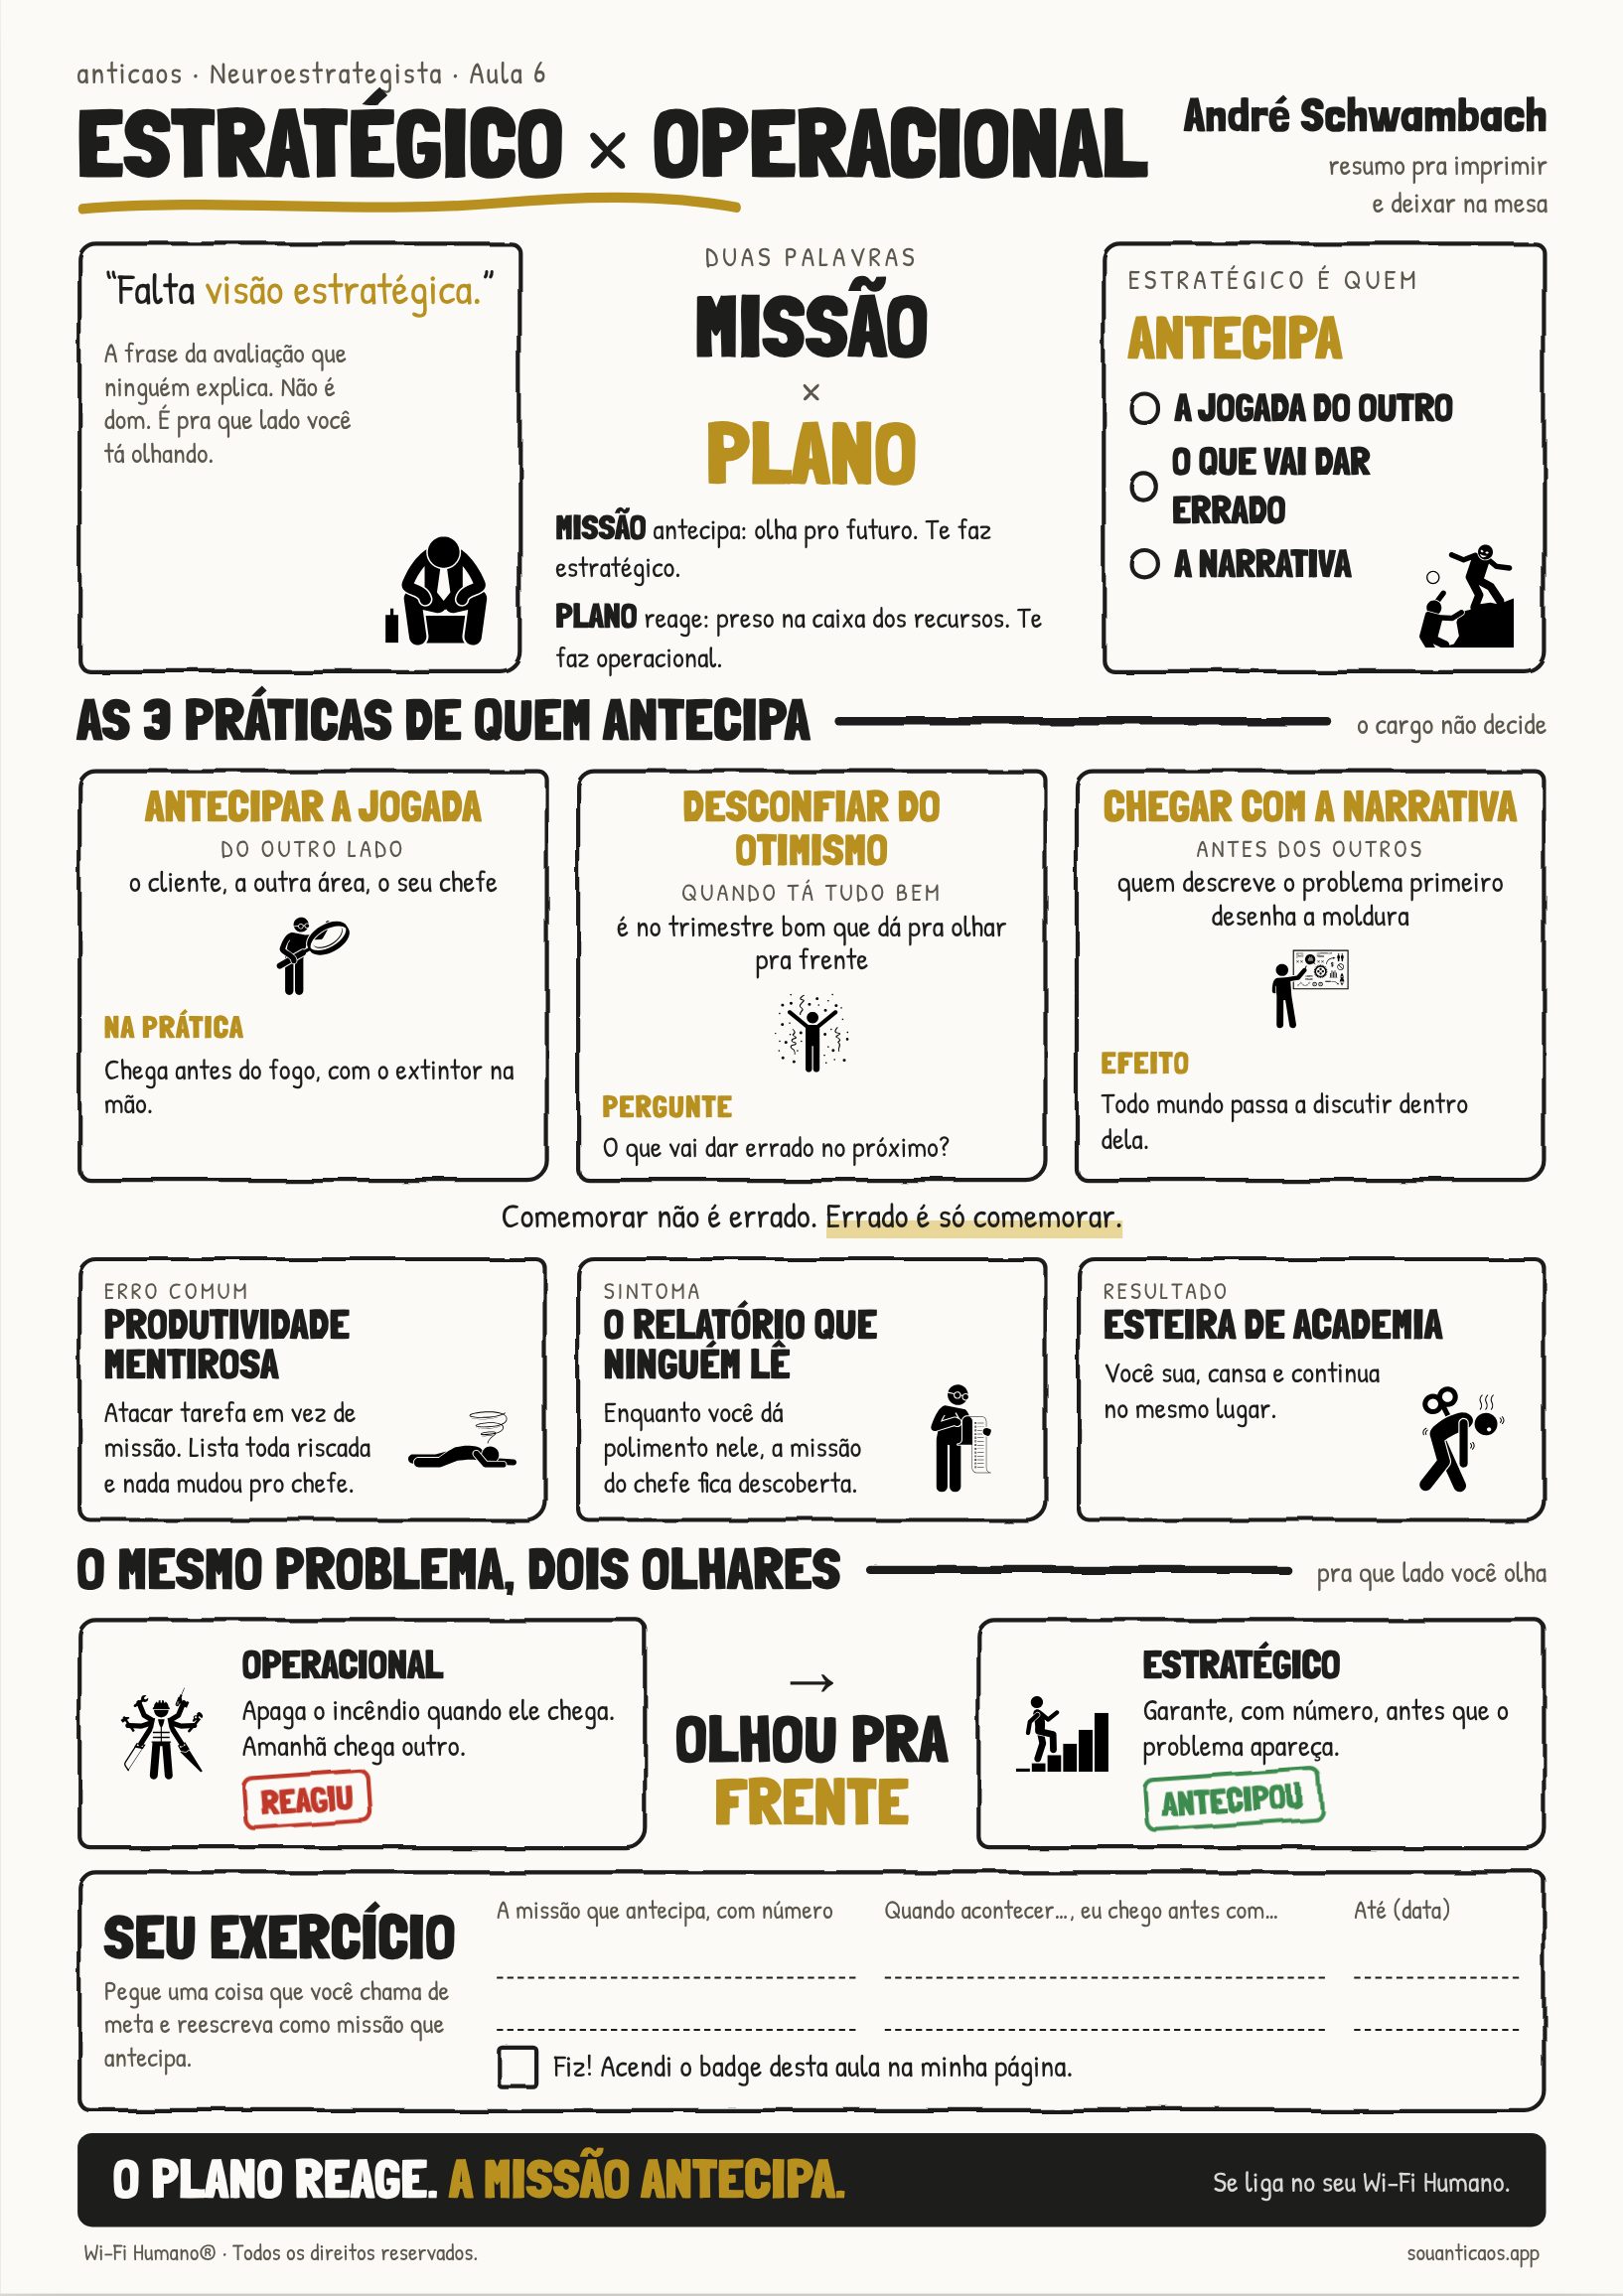 anticaos · Neuroestrategista · Aula 6
ESTRATÉGICO × OPERACIONAL
André Schwambach
resumo pra imprimir
e deixar na mesa
“Falta visão estratégica.”
A frase da avaliação que
ninguém explica. Não é
dom. É pra que lado você
tá olhando.
DUAS PALAVRAS
MISSÃO
×
PLANO
MISSÃO antecipa: olha pro futuro. Te faz
estratégico.
PLANO reage: preso na caixa dos recursos. Te
faz operacional.
ESTRATÉGICO É QUEM
ANTECIPA
A JOGADA DO OUTRO
O QUE VAI DAR
ERRADO
A NARRATIVA
AS 3 PRÁTICAS DE QUEM ANTECIPA
o cargo não decide
ANTECIPAR A JOGADA
DO OUTRO LADO
o cliente, a outra área, o seu chefe
NA PRÁTICA
Chega antes do fogo, com o extintor na
mão.
DESCONFIAR DO
OTIMISMO
QUANDO TÁ TUDO BEM
é no trimestre bom que dá pra olhar
pra frente
PERGUNTE
O que vai dar errado no próximo?
CHEGAR COM A NARRATIVA
ANTES DOS OUTROS
quem descreve o problema primeiro
desenha a moldura
EFEITO
Todo mundo passa a discutir dentro
dela.
Comemorar não é errado. Errado é só comemorar.
ERRO COMUM
PRODUTIVIDADE
MENTIROSA
Atacar tarefa em vez de
missão. Lista toda riscada
e nada mudou pro chefe.
SINTOMA
O RELATÓRIO QUE
NINGUÉM LÊ
Enquanto você dá
polimento nele, a missão
do chefe fica descoberta.
RESULTADO
ESTEIRA DE ACADEMIA
Você sua, cansa e continua
no mesmo lugar.
O MESMO PROBLEMA, DOIS OLHARES
pra que lado você olha
OPERACIONAL
Apaga o incêndio quando ele chega.
Amanhã chega outro.
REAGIU
→
OLHOU PRA
FRENTE
ESTRATÉGICO
Garante, com número, antes que o
problema apareça.
ANTECIPOU
SEU EXERCÍCIO
Pegue uma coisa que você chama de
meta e reescreva como missão que
antecipa.
A missão que antecipa, com número
Quando acontecer..., eu chego antes com...
Até (data)
Fiz! Acendi o badge desta aula na minha página.
O PLANO REAGE. A MISSÃO ANTECIPA.
Se liga no seu Wi-Fi Humano.
Wi-Fi Humano® · Todos os direitos reservados.
souanticaos.app